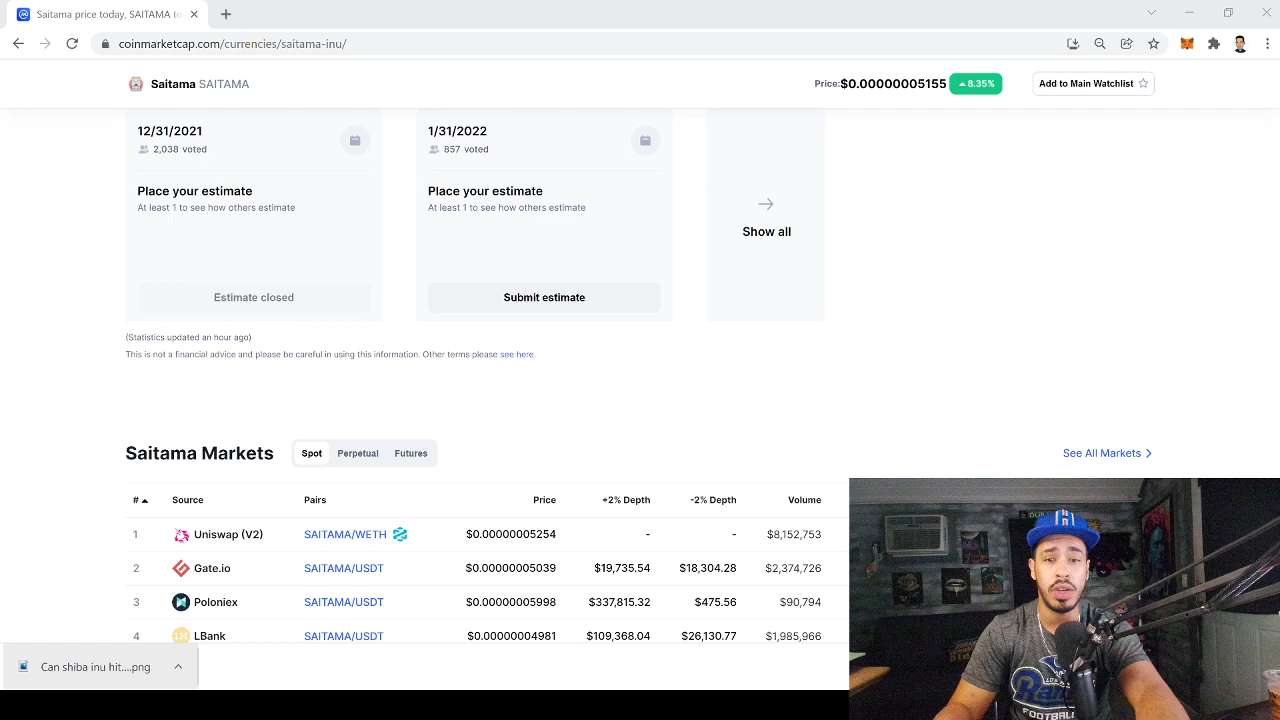 Saitama price today, SAITAMA to
coinmarketcap.com/currencies/saitama-inu/
Saitama SAITAMA
Price:$0.00000005155
8.35%
Add to Main Watchlist
12/31/2021
2,038 voted
Place your estimate
At least 1 to see how others estimate
Estimate closed
1/31/2022
857 voted
Place your estimate
At least 1 to see how others estimate
Submit estimate
Show all
(Statistics updated an hour ago)
This is not a financial advice and please be careful in using this information. Other terms please see here.
Saitama Markets
Spot Perpetual Futures
See All Markets
# Source Pairs Price +2% Depth -2% Depth Volume
1 Uniswap (V2) SAITAMA/WETH $0.00000005254 - - $8,152,753
2 Gate.io SAITAMA/USDT $0.00000005039 $19,735.54 $18,304.28 $2,374,726
3 Poloniex SAITAMA/USDT $0.00000005998 $337,815.32 $475.56 $90,794
4 LBank SAITAMA/USDT $0.00000004981 $109,368.04 $26,130.77 $1,985,966
Can shiba inu hit....png
Rams
FOOTBALL